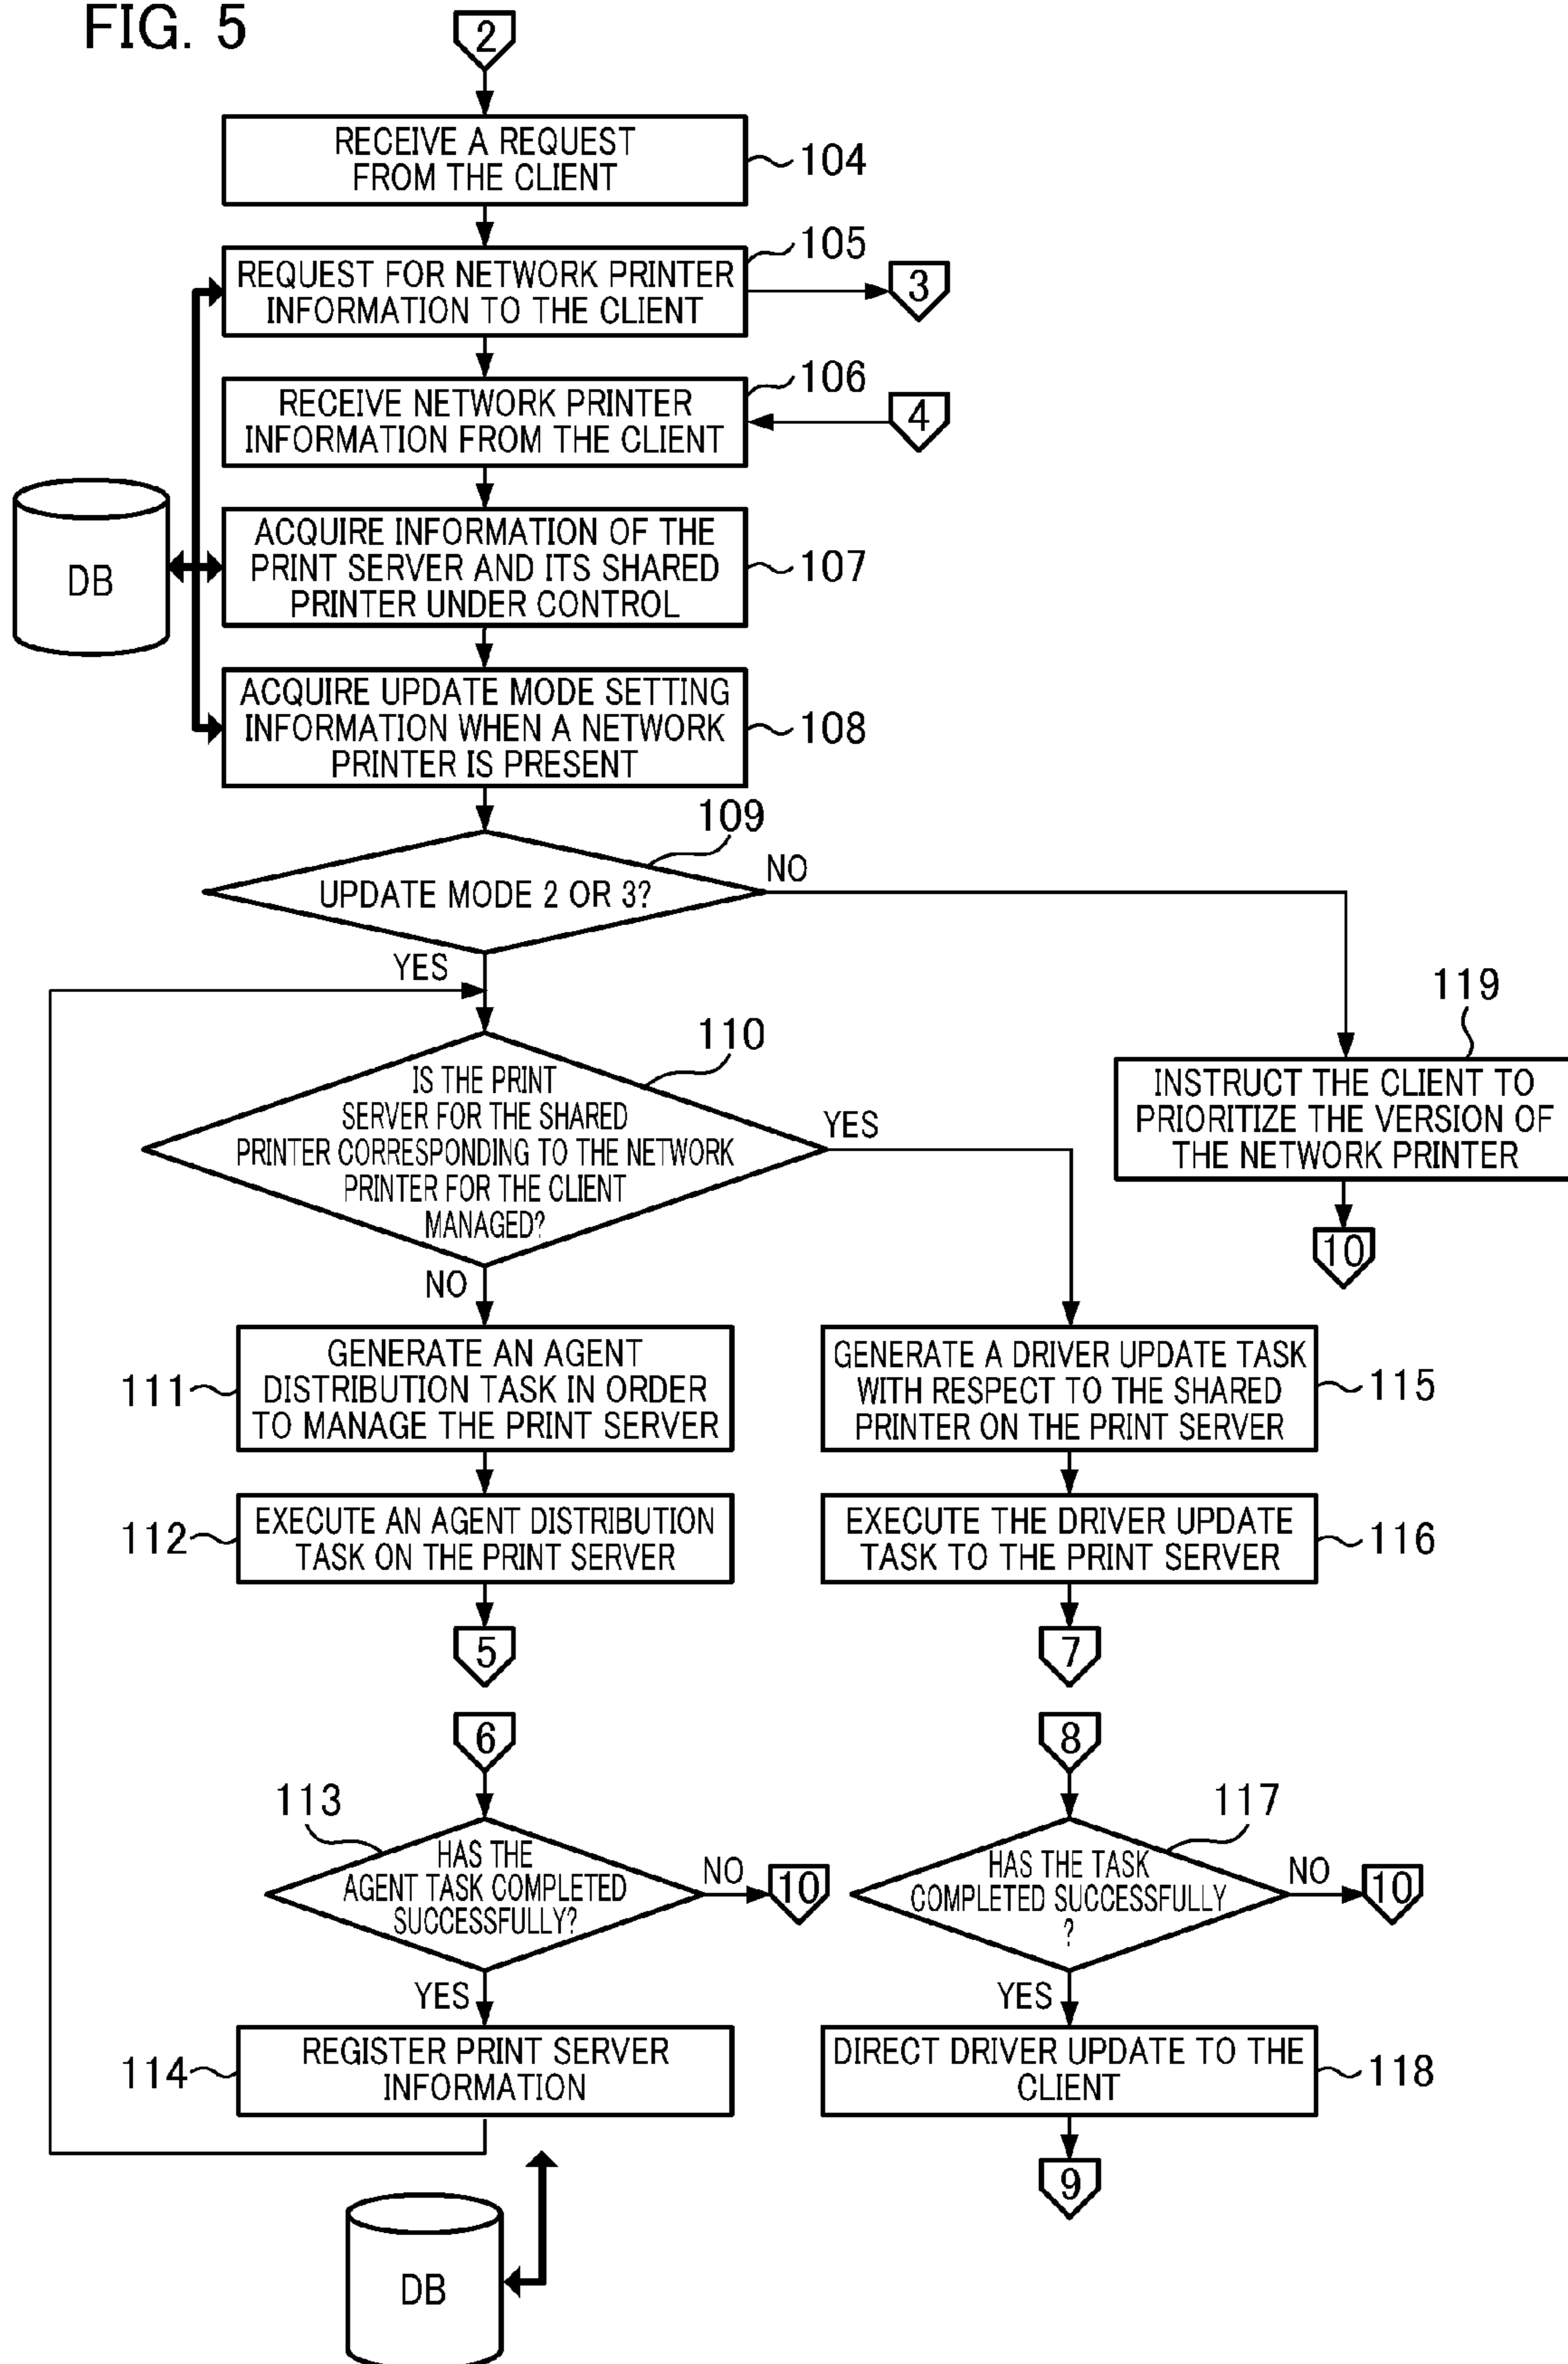 FIG. 5
2
RECEIVE A REQUEST
FROM THE CLIENT
104
REQUEST FOR NETWORK PRINTER
INFORMATION TO THE CLIENT
105
3
RECEIVE NETWORK PRINTER
INFORMATION FROM THE CLIENT
106
4
DB
ACQUIRE INFORMATION OF THE
PRINT SERVER AND ITS SHARED
PRINTER UNDER CONTROL
107
ACQUIRE UPDATE MODE SETTING
INFORMATION WHEN A NETWORK
PRINTER IS PRESENT
108
109
UPDATE MODE 2 OR 3?
NO
YES
119
INSTRUCT THE CLIENT TO
PRIORITIZE THE VERSION OF
THE NETWORK PRINTER
10
110
IS THE PRINT
SERVER FOR THE SHARED
PRINTER CORRESPONDING TO THE NETWORK
PRINTER FOR THE CLIENT
MANAGED?
YES
NO
111
GENERATE AN AGENT
DISTRIBUTION TASK IN ORDER
TO MANAGE THE PRINT SERVER
GENERATE A DRIVER UPDATE TASK
WITH RESPECT TO THE SHARED
PRINTER ON THE PRINT SERVER
115
112
EXECUTE AN AGENT DISTRIBUTION
TASK ON THE PRINT SERVER
EXECUTE THE DRIVER UPDATE
TASK TO THE PRINT SERVER
116
5
7
6
8
113
HAS THE
AGENT TASK COMPLETED
SUCCESSFULLY?
NO
10
117
HAS THE TASK
COMPLETED SUCCESSFULLY
?
NO
10
YES
YES
114
REGISTER PRINT SERVER
INFORMATION
DIRECT DRIVER UPDATE TO THE
CLIENT
118
9
DB